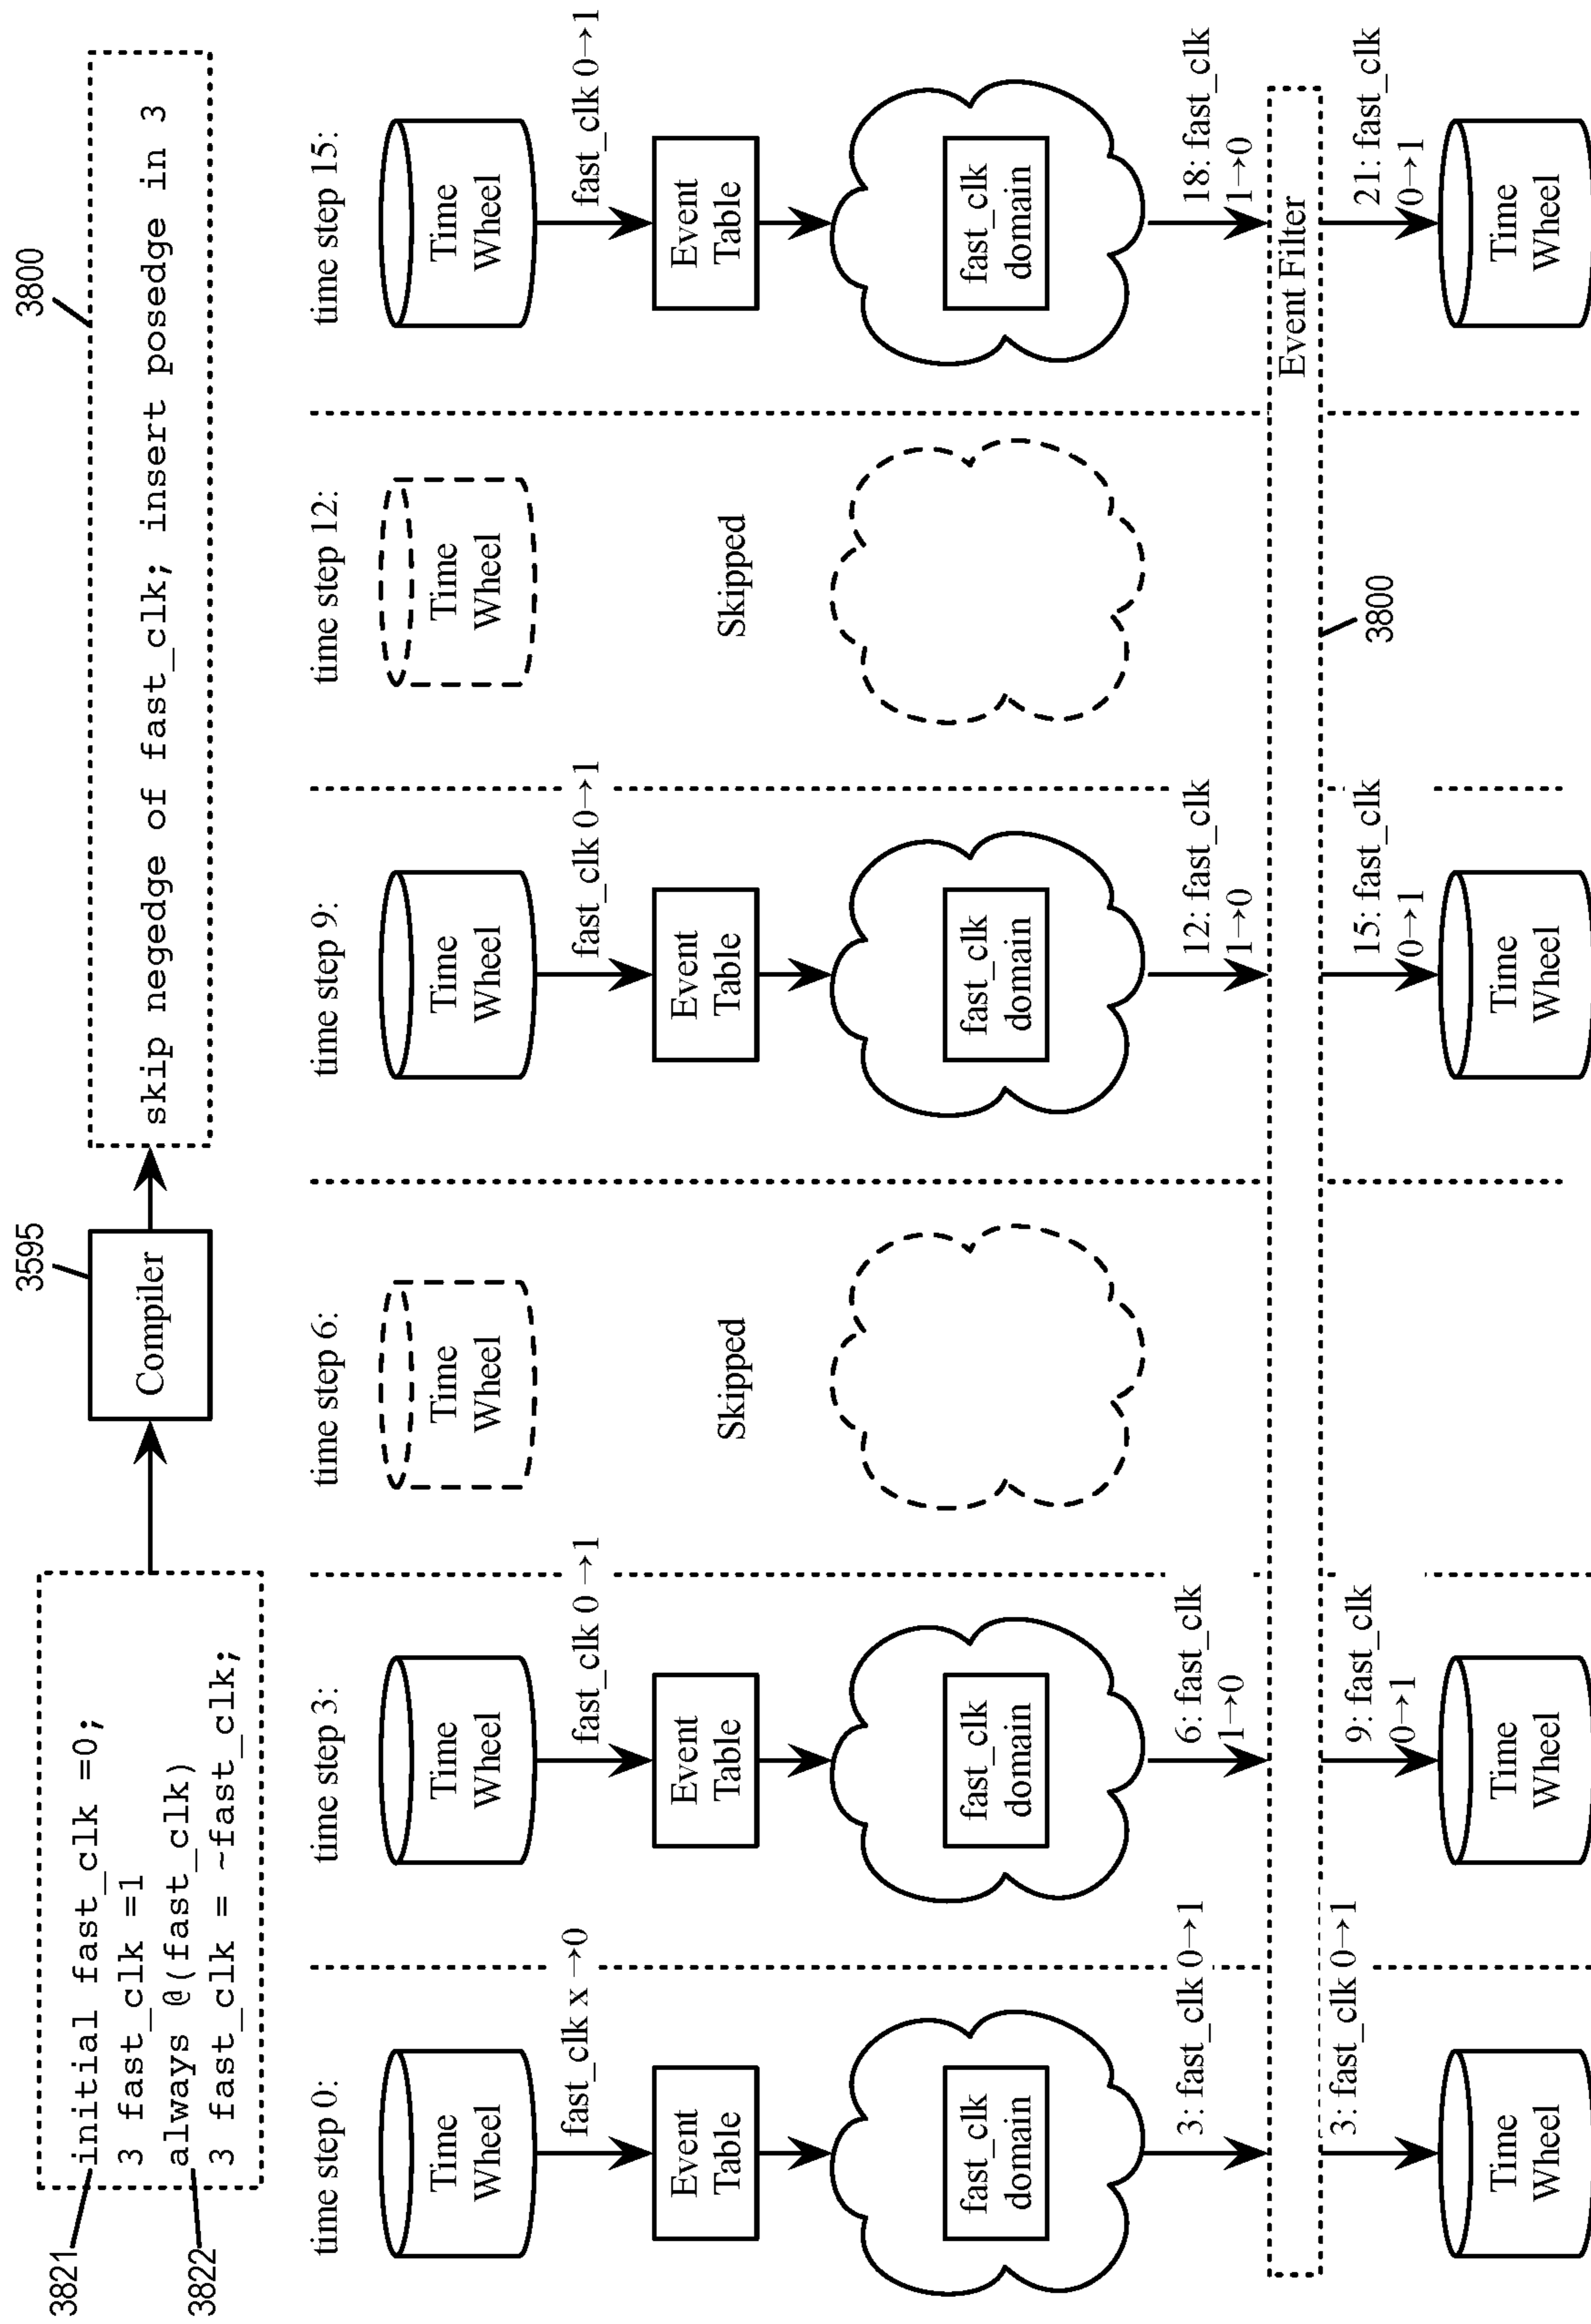 3821
3822
initial fast_clk =0;
3 fast_clk =1
always @(fast_clk)
3 fast_clk = ~fast_clk;
3595
Compiler
3800
skip negedge of fast_clk; insert posedge in 3
time step 0:
Time
Wheel
fast_clk x →0
Event
Table
fast_clk
domain
3: fast_clk 0→1
3: fast_clk 0→1
Time
Wheel
time step 3:
Time
Wheel
fast_clk 0 →1
Event
Table
fast_clk
domain
6: fast_clk
1→0
9: fast_clk
0→1
Time
Wheel
time step 6:
Time
Wheel
Skipped
time step 9:
Time
Wheel
fast_clk 0→1
Event
Table
fast_clk
domain
12: fast_clk
1→0
15: fast_clk
0→1
Time
Wheel
time step 12:
Time
Wheel
Skipped
3800
time step 15:
Time
Wheel
fast_clk 0→1
Event
Table
fast_clk
domain
18: fast_clk
1→0
Event Filter
21: fast_clk
0→1
Time
Wheel